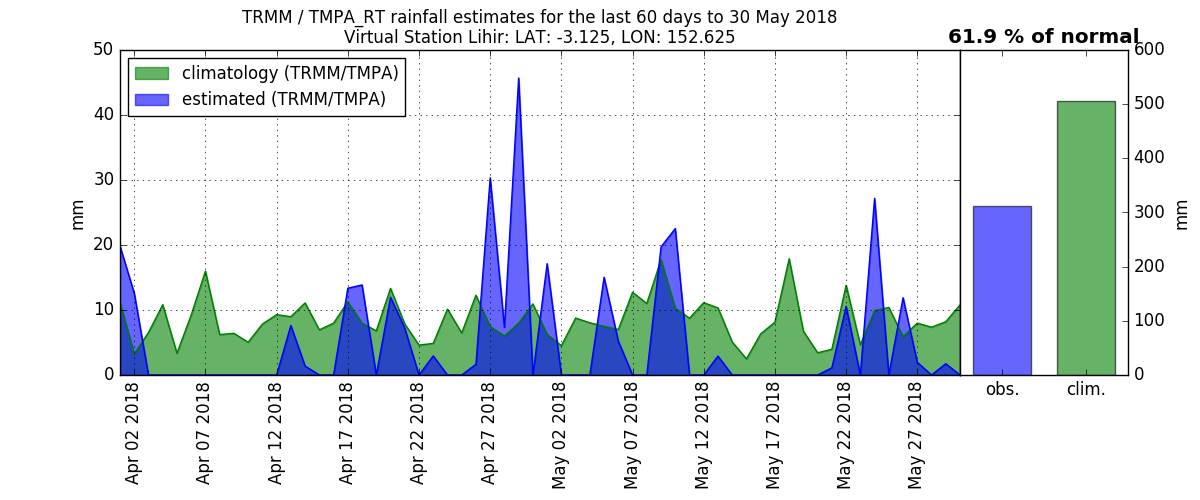 TRMM / TMPA_RT rainfall estimates for the last 60 days to 30 May 2018
Virtual Station Lihir: LAT: -3.125, LON: 152.625
61.9 % of normal
climatology (TRMM/TMPA)
estimated (TRMM/TMPA)
50
40
30
20
10
0
mm
600
500
400
300
200
100
0
mm
Apr 02 2018
Apr 07 2018
Apr 12 2018
Apr 17 2018
Apr 22 2018
Apr 27 2018
May 02 2018
May 07 2018
May 12 2018
May 17 2018
May 22 2018
May 27 2018
obs.
clim.